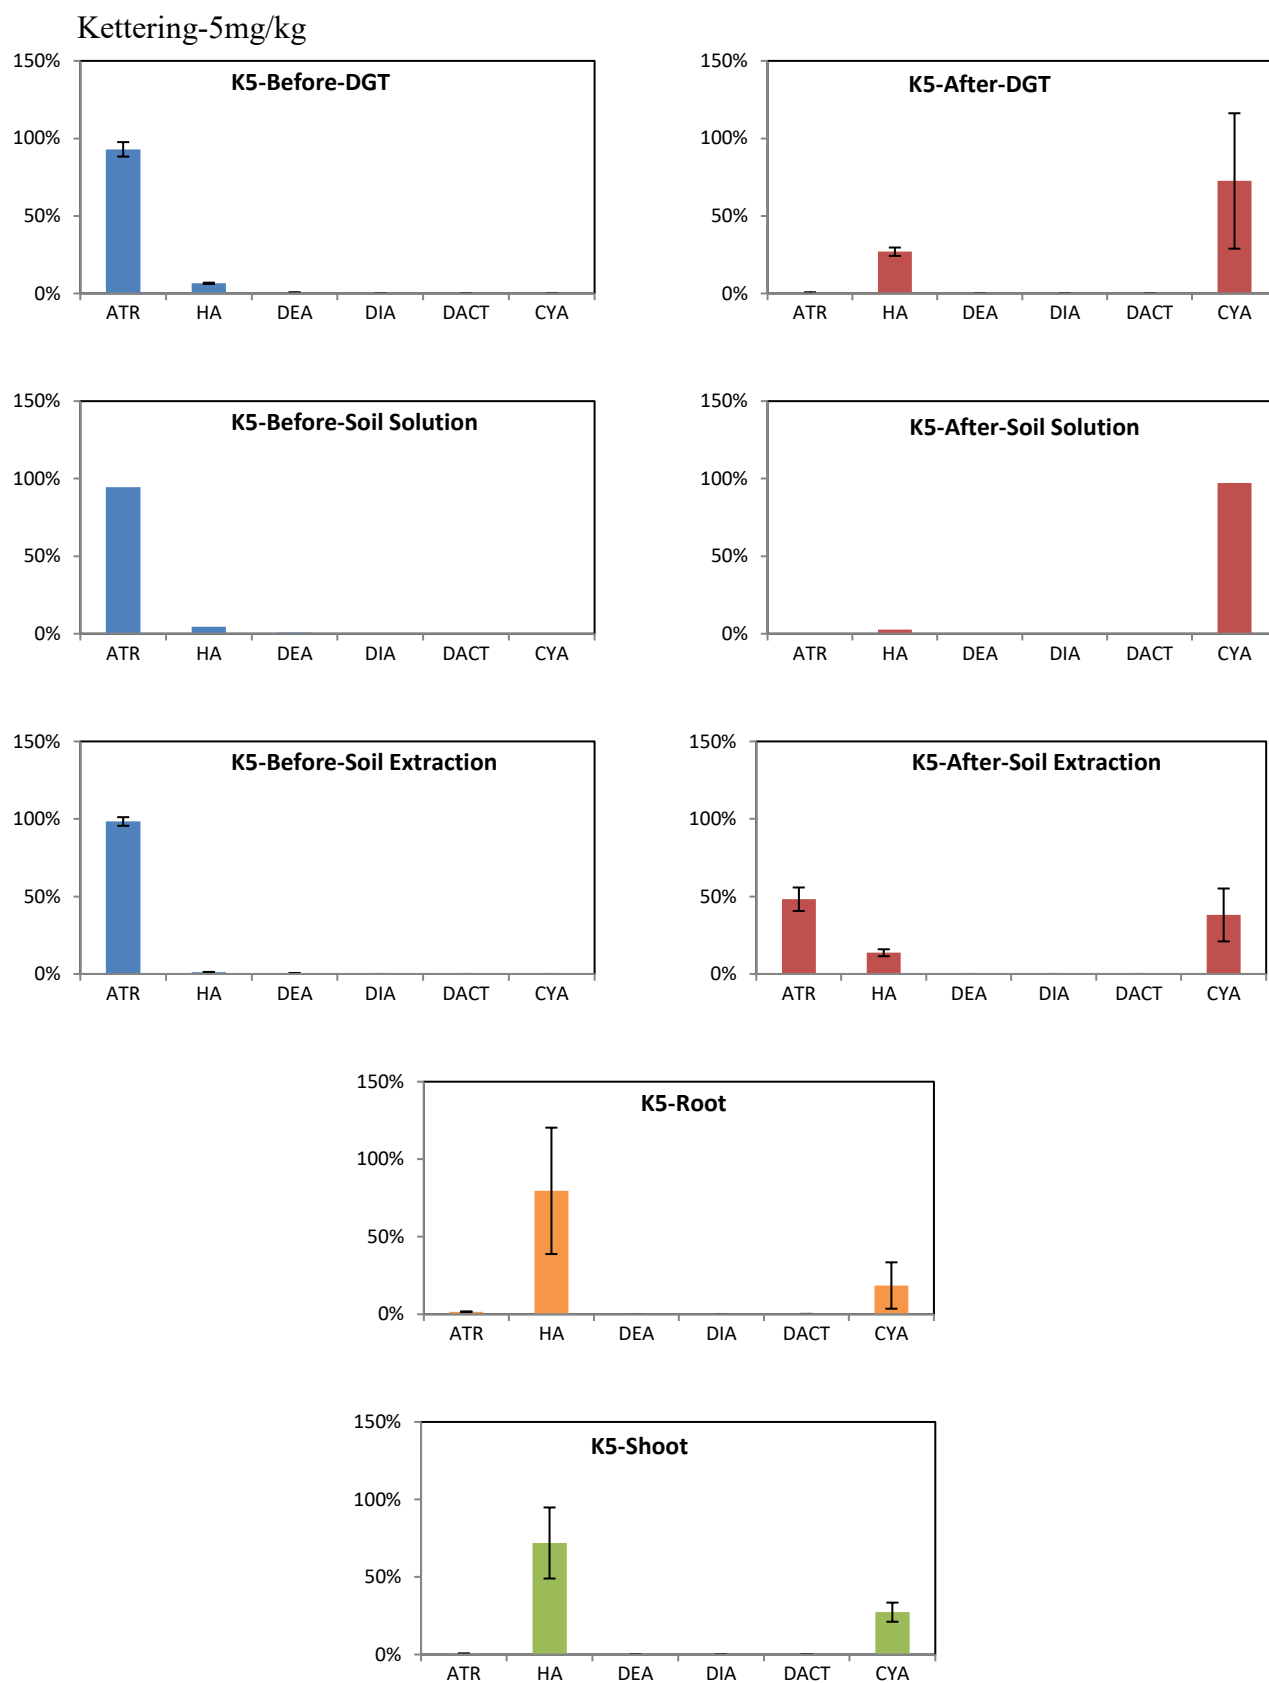 Kettering-5mg/kg
K5-Before-DGT
150%
100%
50%
0%
ATR HA DEA DIA DACT CYA
K5-After-DGT
150%
100%
50%
0%
ATR HA DEA DIA DACT CYA
K5-Before-Soil Solution
150%
100%
50%
0%
ATR HA DEA DIA DACT CYA
K5-After-Soil Solution
150%
100%
50%
0%
ATR HA DEA DIA DACT CYA
K5-Before-Soil Extraction
150%
100%
50%
0%
ATR HA DEA DIA DACT CYA
K5-After-Soil Extraction
150%
100%
50%
0%
ATR HA DEA DIA DACT CYA
K5-Root
150%
100%
50%
0%
ATR HA DEA DIA DACT CYA
K5-Shoot
150%
100%
50%
0%
ATR HA DEA DIA DACT CYA